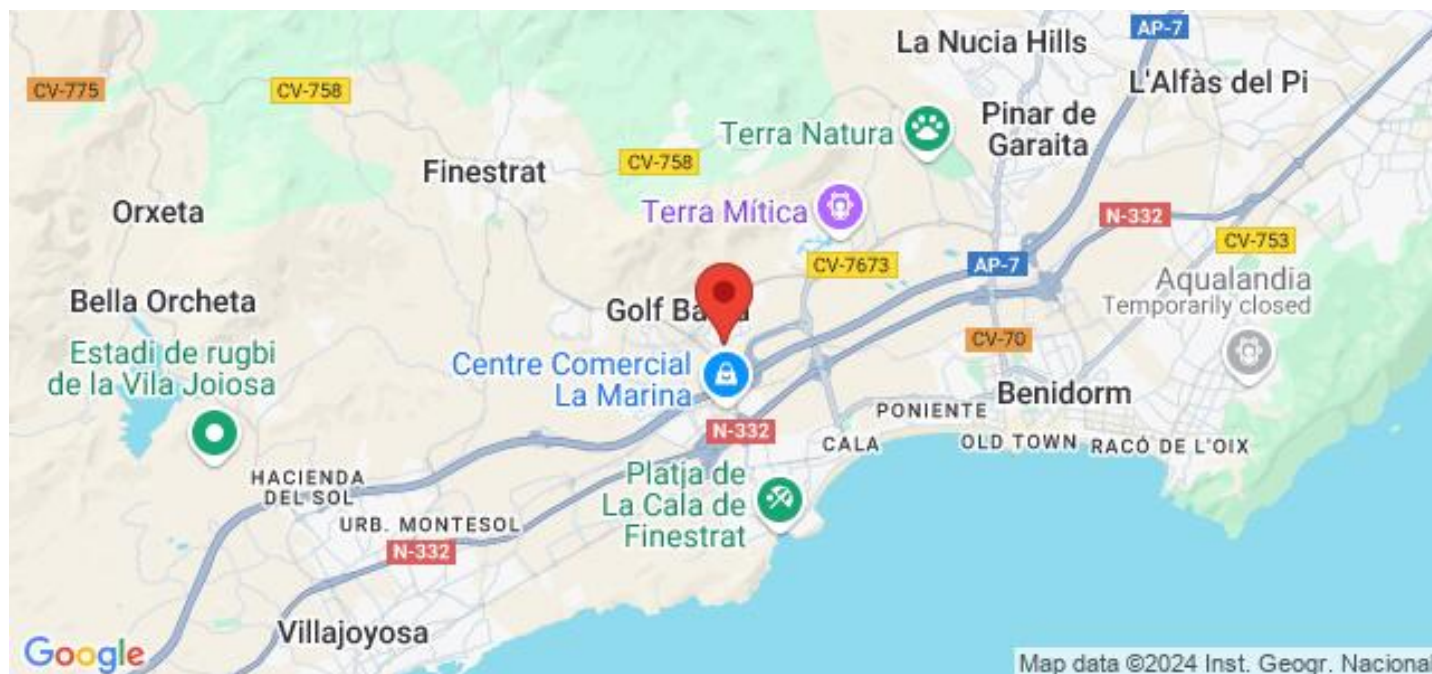 AP-7
La Nucia Hills
CV-775
CV-758
L'Alfàs del Pi
Terra Natura
Pinar de
Garaita
Finestrat
CV-758
Orxeta
Terra Mítica
N-332
CV-753
CV-7673
AP-7
Aqualandia
Temporarily closed
Bella Orcheta
Golf
CV-70
Estadi de rugbi
de la Vila Joiosa
Centre Comercial
La Marina
Benidorm
PONIENTE
N-332
CALA
OLD TOWN
RACÓ DE L'OIX
HACIENDA
DEL SOL
Platja de
La Cala de
Finestrat
URB. MONTESOL
N-332
Villajoyosa
Google
Map data ©2024 Inst. Geogr. Nacional